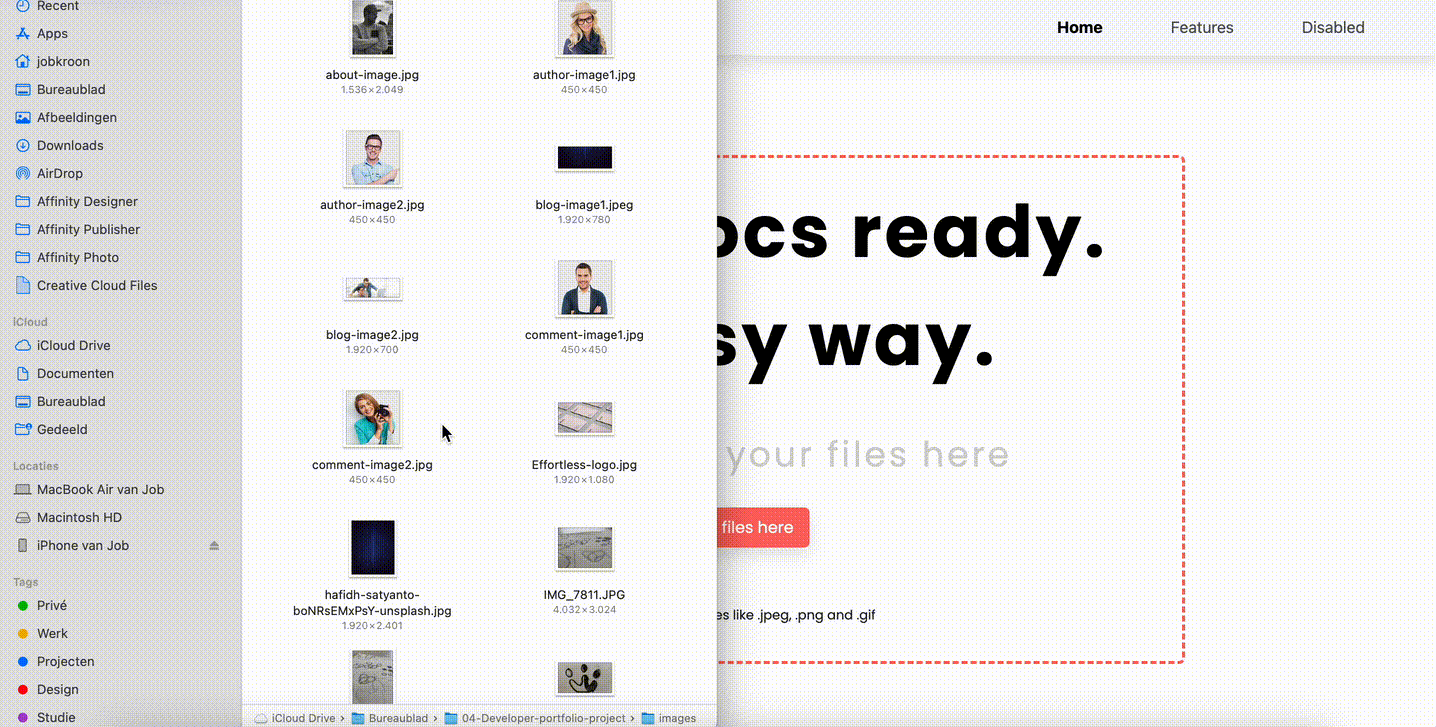 Recent
Apps
jobkroon
Bureaublad
Afbeeldingen
Downloads
AirDrop
Affinity Designer
Affinity Publisher
Affinity Photo
Creative Cloud Files
iCloud
iCloud Drive
Documenten
Bureaublad
Gedeeld
Locaties
MacBook Air van Job
Macintosh HD
iPhone van Job
Tags
Privé
Werk
Projecten
Design
Studie
about-image.jpg
1.536×2.049
author-image1.jpg
450×450
author-image2.jpg
450×450
blog-image1.jpeg
1.920×780
blog-image2.jpg
1.920×700
comment-image1.jpg
450×450
comment-image2.jpg
450×450
Effortless-logo.jpg
1.920×1.080
hafidh-satyanto-
boNRsEMxPsY-unsplash.jpg
1.920×2.401
IMG_7811.JPG
4.032×3.024
iCloud Drive › Bureaublad › 04-Developer-portfolio-project › images
Home Features Disabled
ocs ready.
sy way.
your files here
files here
es like .jpeg, .png and .gif